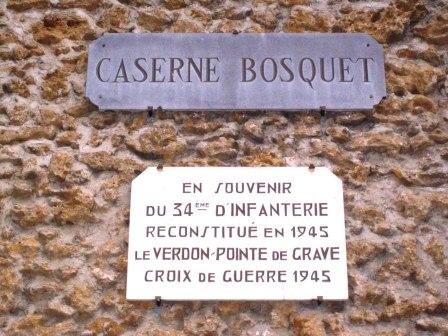 CASERNE BOSQUET
EN SOUVENIR
DU 34ÈME D'INFANTERIE
RECONSTITUÉ EN 1945
LE VERDON-POINTE DE GRAVE
CROIX DE GUERRE 1945